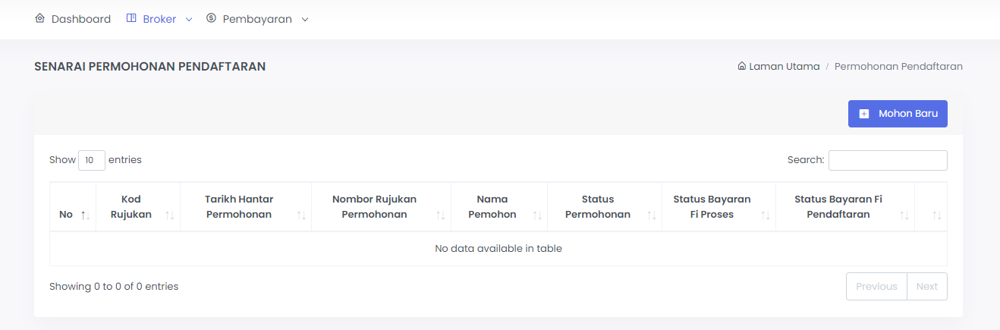 Dashboard Broker Pembayaran
SENARAI PERMOHONAN PENDAFTARAN
Laman Utama / Permohonan Pendaftaran
Mohon Baru
Show 10 entries
Search:
No
Kod
Rujukan
Tarikh Hantar
Permohonan
Nombor Rujukan
Permohonan
Nama
Pemohon
Status
Permohonan
Status Bayaran
Fi Proses
Status Bayaran Fi
Pendaftaran
No data available in table
Showing 0 to 0 of 0 entries
Previous Next